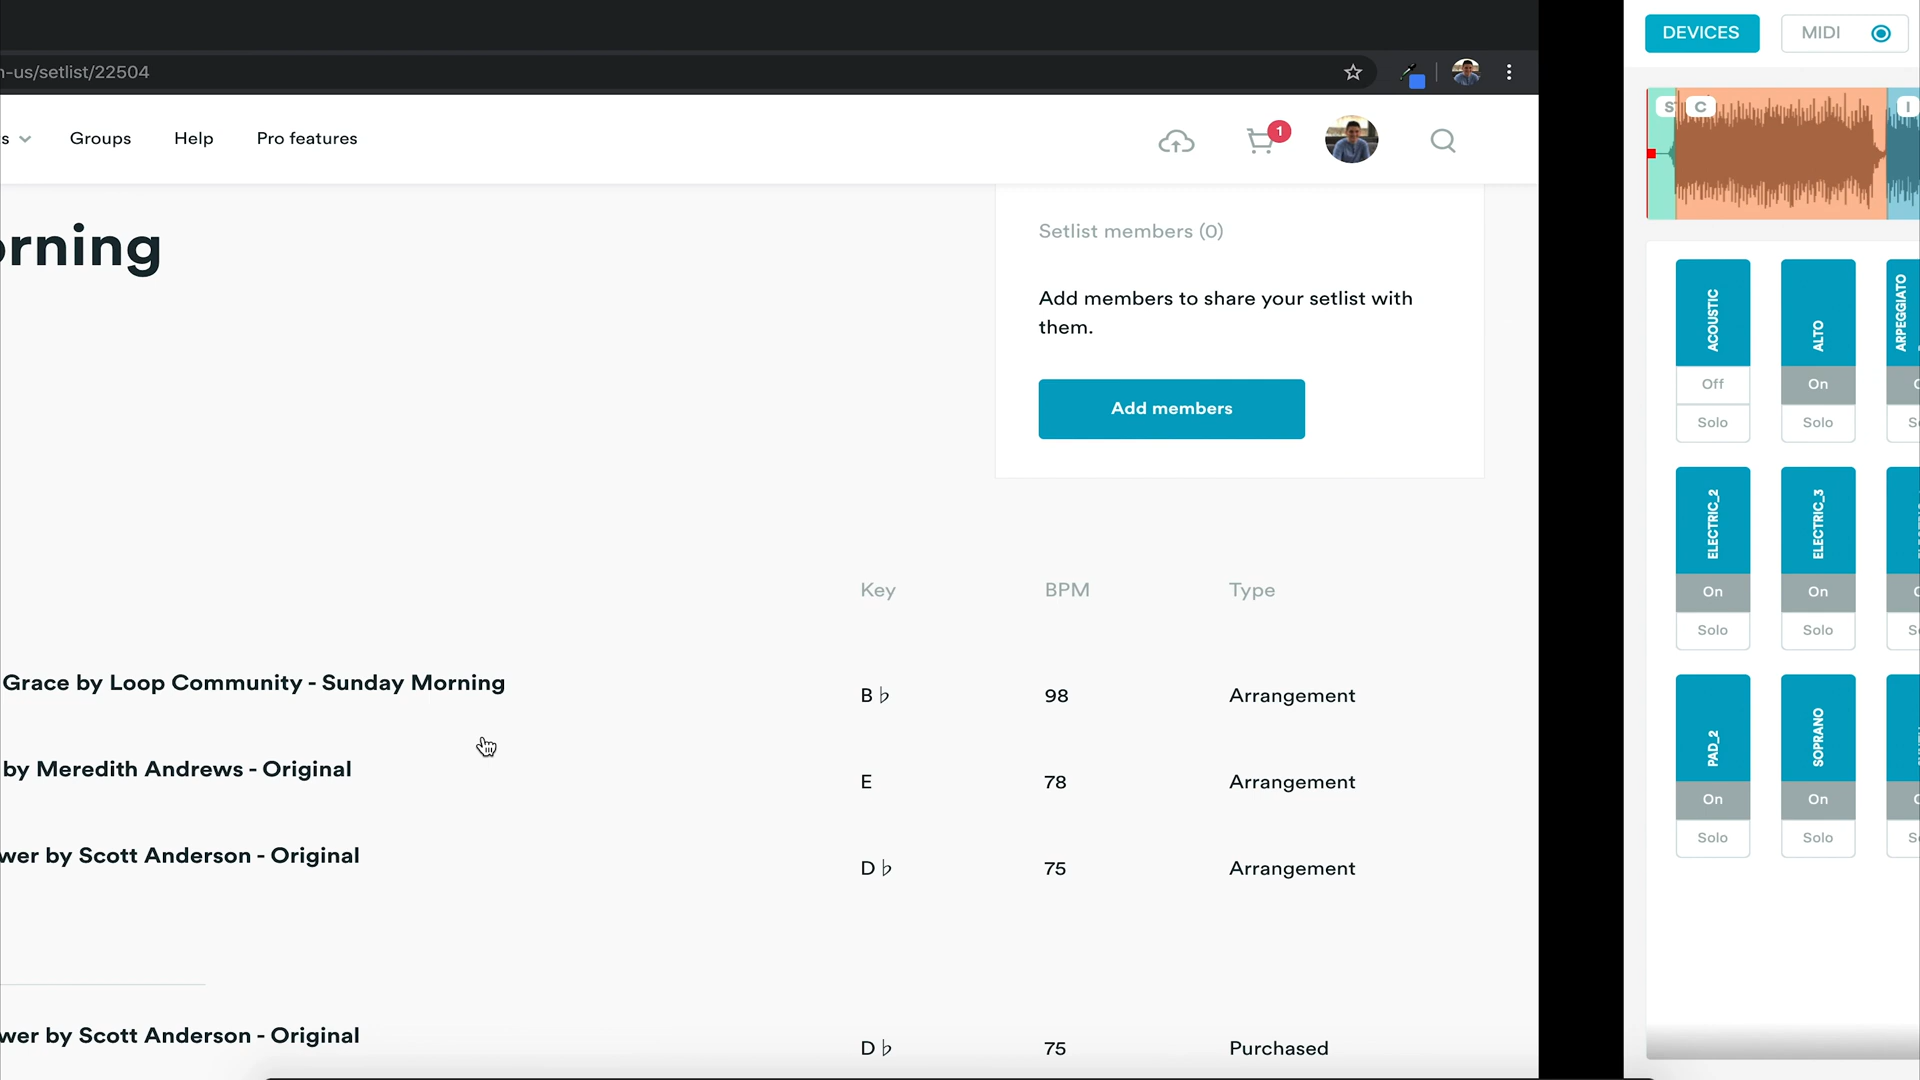 n-us/setlist/22504
s
Groups
Help
Pro features
1
orning
Setlist members (0)
Add members to share your setlist with
them.
Add members
Key
BPM
Type
Grace by Loop Community - Sunday Morning
B ♭
98
Arrangement
by Meredith Andrews - Original
E
78
Arrangement
wer by Scott Anderson - Original
D ♭
75
Arrangement
wer by Scott Anderson - Original
D ♭
75
Purchased
DEVICES
MIDI
C
I
ACOUSTIC
Off
Solo
ALTO
On
Solo
ARPEGGIATO
ELECTRIC_2
On
Solo
ELECTRIC_3
On
Solo
PAD_2
On
Solo
SOPRANO
On
Solo